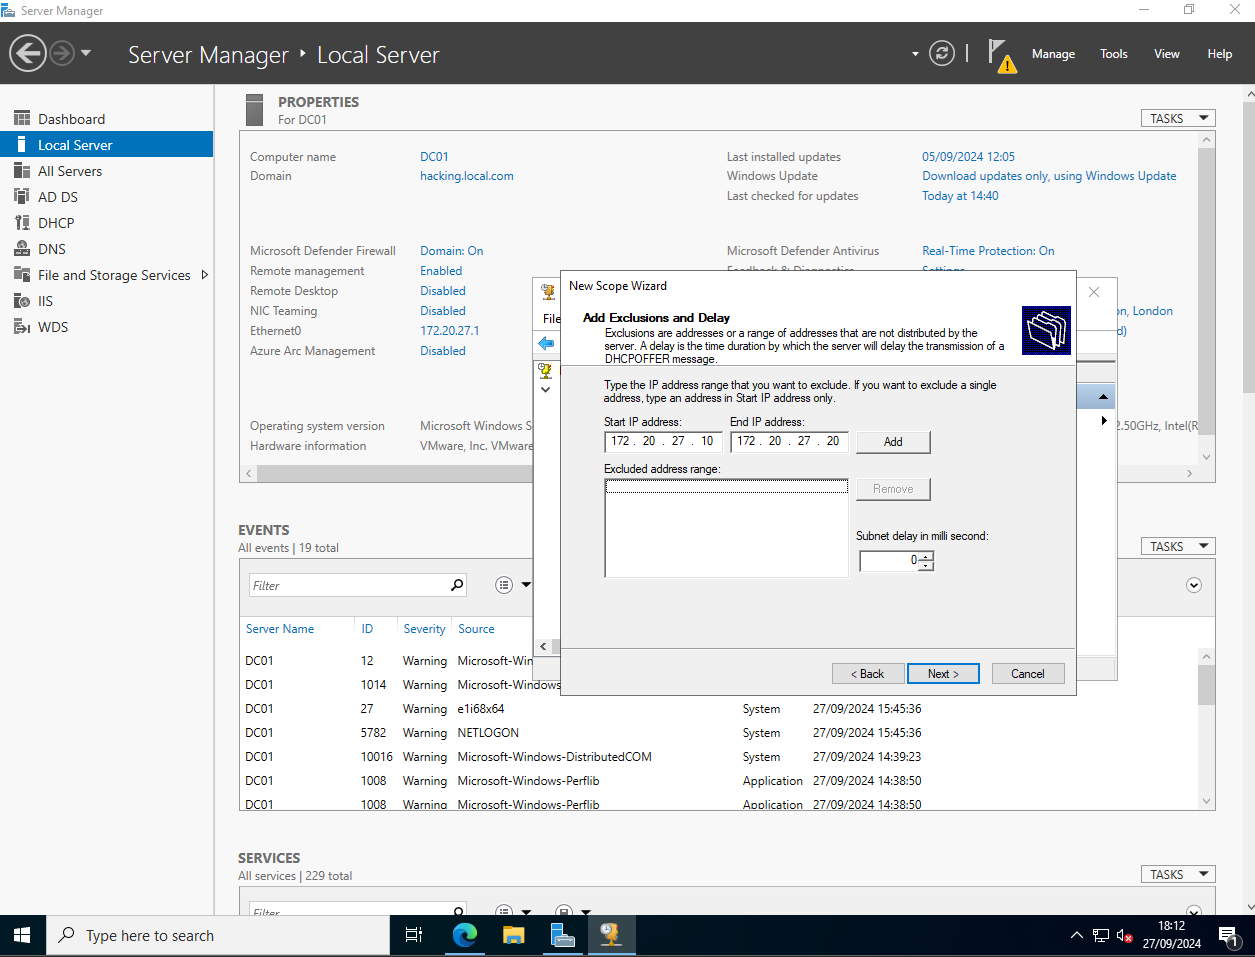 Server Manager
Server Manager ‣ Local Server
Manage Tools View Help
Dashboard
Local Server
All Servers
AD DS
DHCP
DNS
File and Storage Services
IIS
WDS
PROPERTIES
For DC01
TASKS
Computer name DC01
Domain hacking.local.com
Last installed updates 05/09/2024 12:05
Windows Update Download updates only, using Windows Update
Last checked for updates Today at 14:40
Microsoft Defender Firewall Domain: On
Remote management Enabled
Remote Desktop Disabled
NIC Teaming Disabled
Ethernet0 172.20.27.1
Azure Arc Management Disabled
Microsoft Defender Antivirus Real-Time Protection: On
Feedback & Diagnostics Settings
on, London
d)
Operating system version Microsoft Windows S
Hardware information VMware, Inc. VMware
2.50GHz, Intel(R
File
New Scope Wizard
Add Exclusions and Delay
Exclusions are addresses or a range of addresses that are not distributed by the
server. A delay is the time duration by which the server will delay the transmission of a
DHCPOFFER message.
Type the IP address range that you want to exclude. If you want to exclude a single
address, type an address in Start IP address only.
Start IP address: End IP address:
172 . 20 . 27 . 10 172 . 20 . 27 . 20 Add
Excluded address range:
Remove
Subnet delay in milli second:
0
< Back Next > Cancel
EVENTS
All events | 19 total
TASKS
Filter
Server Name ID Severity Source
DC01 12 Warning Microsoft-Win
DC01 1014 Warning Microsoft-Windows
DC01 27 Warning e1i68x64 System 27/09/2024 15:45:36
DC01 5782 Warning NETLOGON System 27/09/2024 15:45:36
DC01 10016 Warning Microsoft-Windows-DistributedCOM System 27/09/2024 14:39:23
DC01 1008 Warning Microsoft-Windows-Perflib Application 27/09/2024 14:38:50
DC01 1008 Warning Microsoft-Windows-Perflib Application 27/09/2024 14:38:50
SERVICES
All services | 229 total
TASKS
Filter
Type here to search
18:12
27/09/2024
1